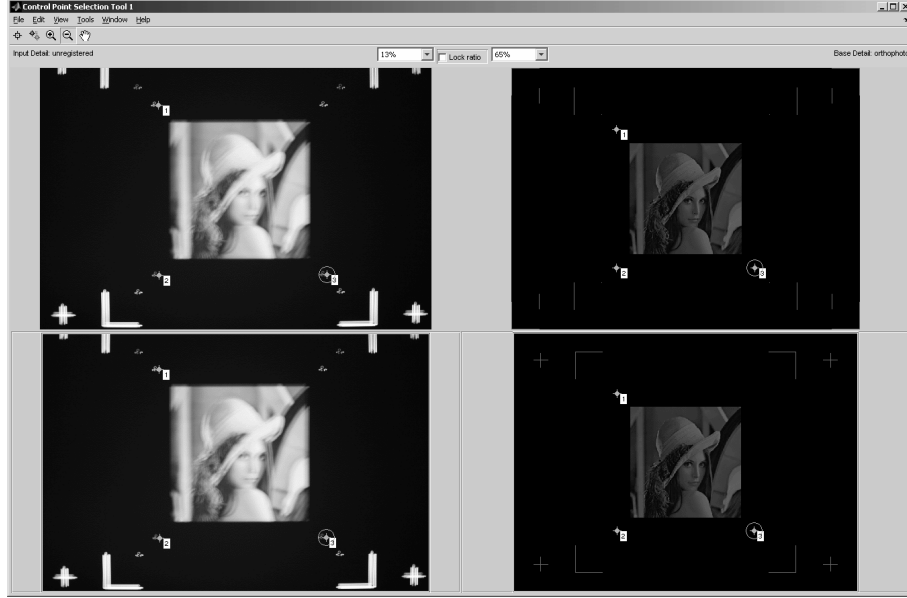 Control Point Selection Tool 1
File Edit View Tools Window Help
Input Detail: unregistered
13%
Lock ratio
65%
Base Detail: orthophoto
1
1
2
3
2
3
1
1
2
3
2
3